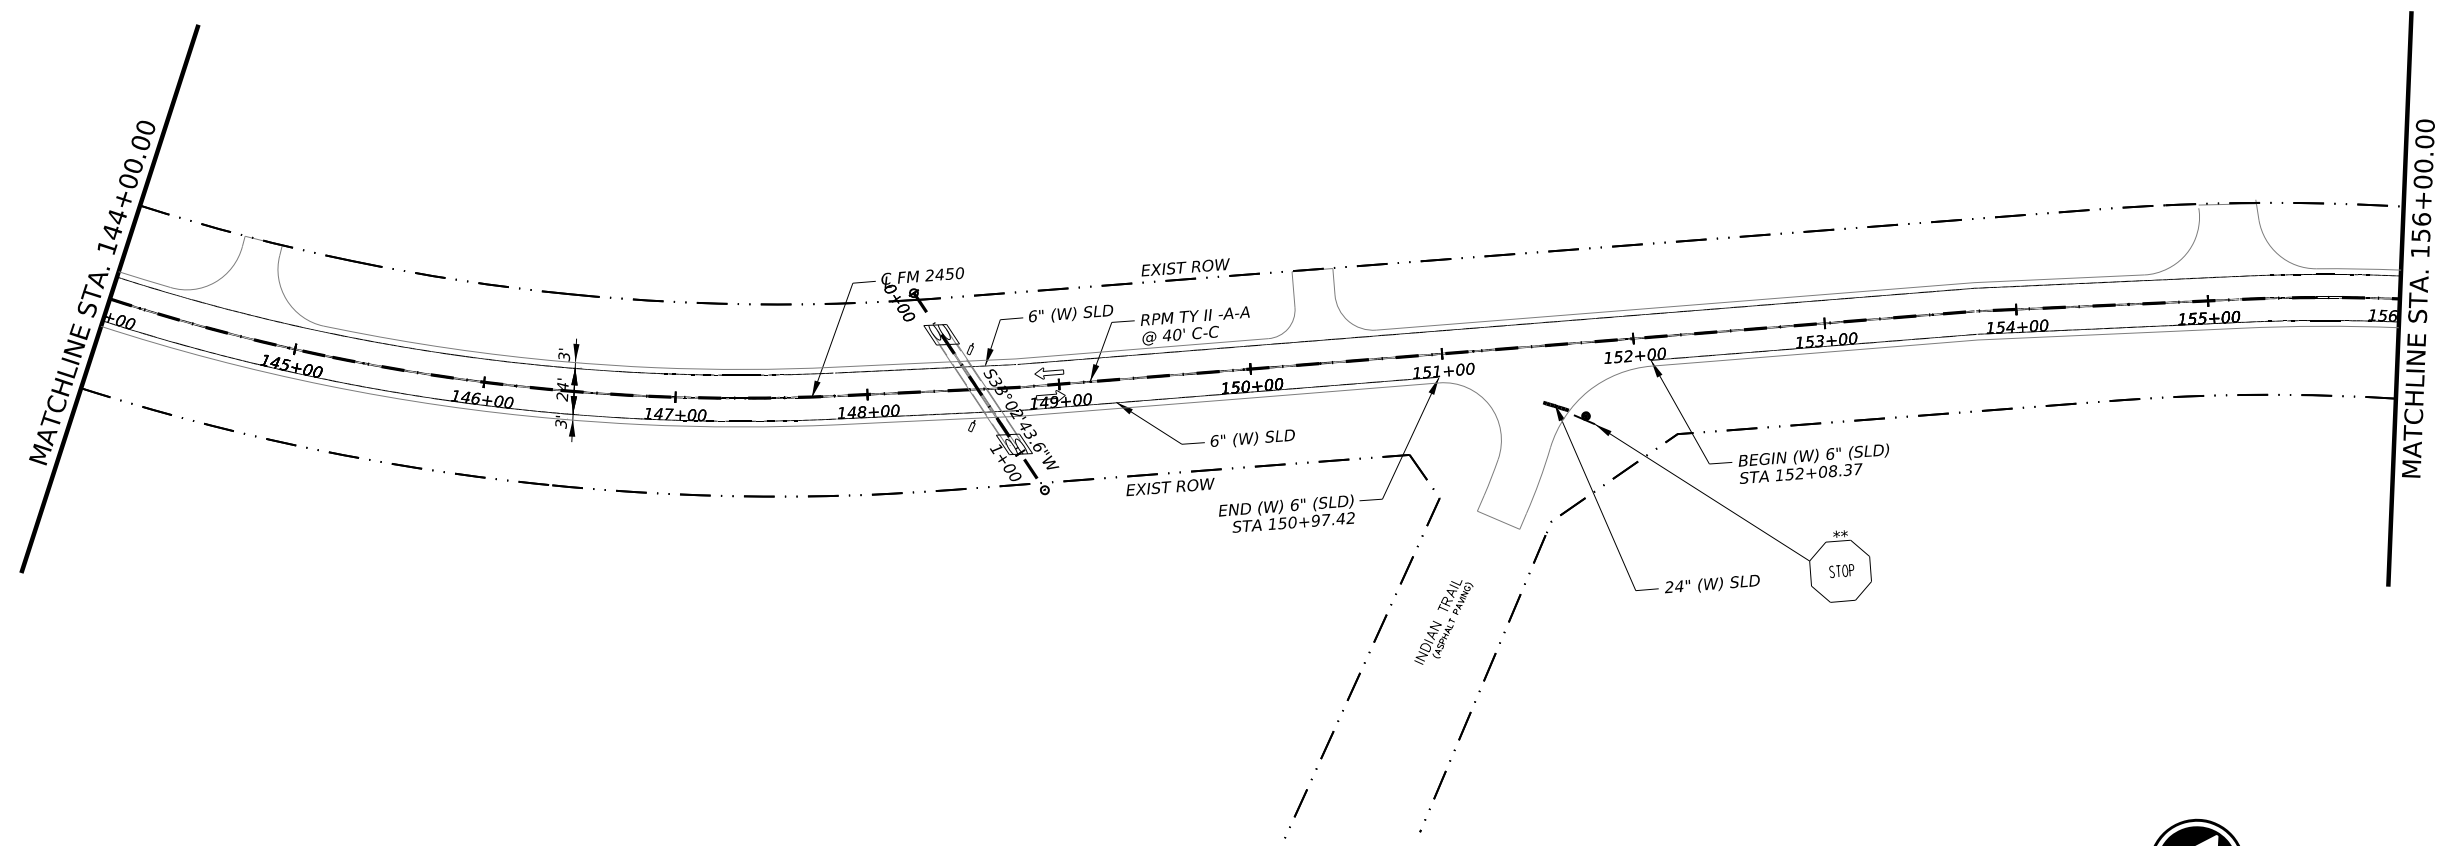 MATCHLINE STA. 144+00.00
+00
145+00
146+00
3'
24'
3'
147+00
148+00
℄ FM 2450
0+00
S33°02'43.6"W
1+00
6" (W) SLD
RPM TY II -A-A
@ 40' C-C
EXIST ROW
149+00
150+00
151+00
152+00
153+00
154+00
155+00
156
6" (W) SLD
EXIST ROW
END (W) 6" (SLD)
STA 150+97.42
BEGIN (W) 6" (SLD)
STA 152+08.37
24" (W) SLD
**
STOP
INDIAN TRAIL
(ASPHALT PAVING)
MATCHLINE STA. 156+00.00